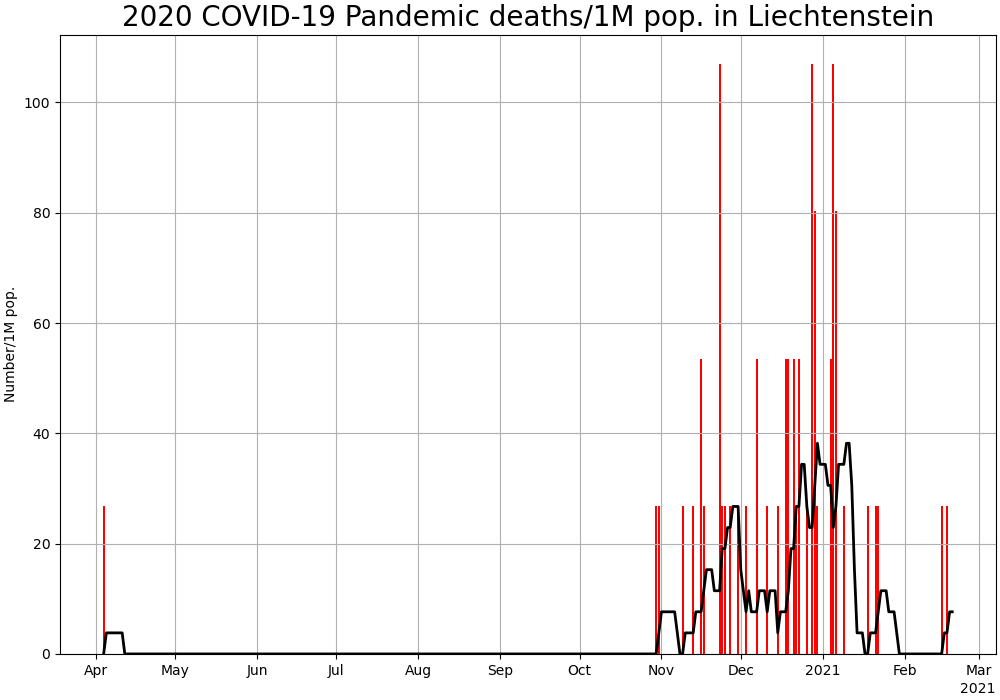 2020 COVID-19 Pandemic deaths/1M pop. in Liechtenstein
Number/1M pop.
100
80
60
40
20
0
Apr May Jun Jul Aug Sep Oct Nov Dec 2021 Feb Mar
2021